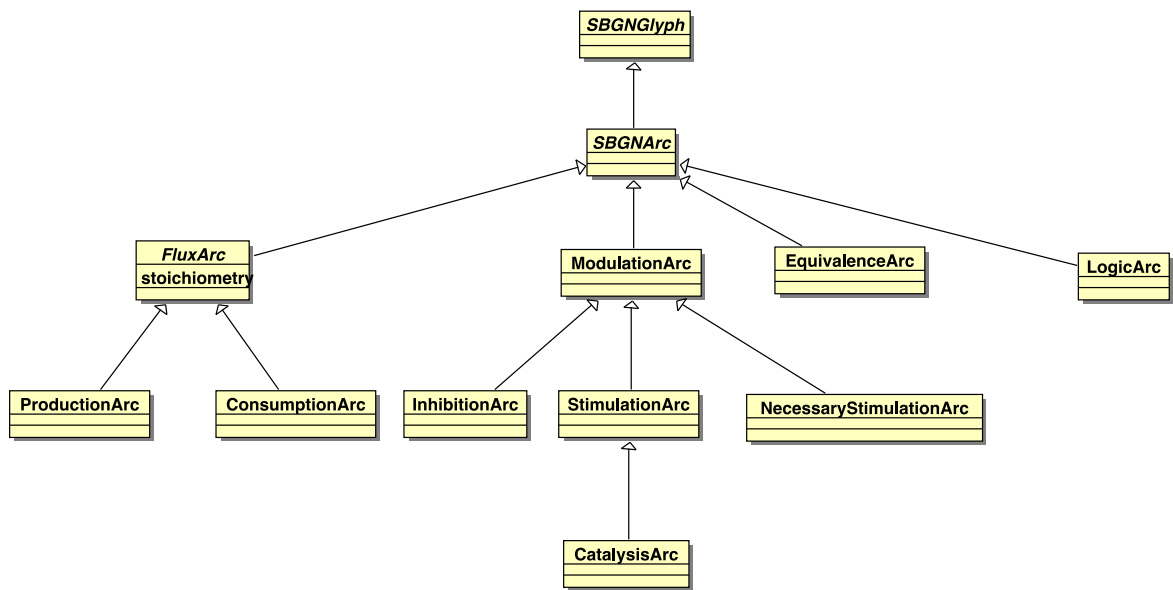 SBGNGlyph
SBGNArc
FluxArc
stoichiometry
ModulationArc
EquivalenceArc
LogicArc
ProductionArc
ConsumptionArc
InhibitionArc
StimulationArc
NecessaryStimulationArc
CatalysisArc